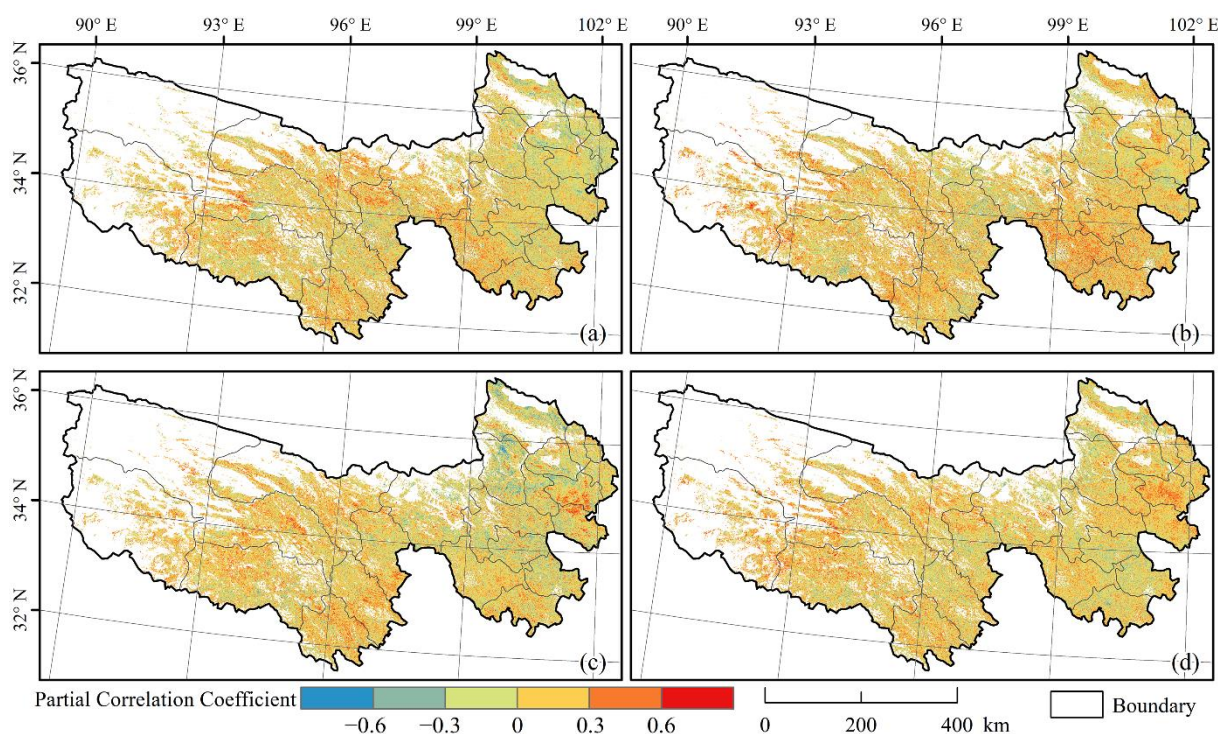 90° E 93° E 96° E 99° E 102° E 90° E 93° E 96° E 99° E 102° E
36° N
34° N
32° N
(a) (b)
36° N
34° N
32° N
(c) (d)
Partial Correlation Coefficient
−0.6 −0.3 0 0.3 0.6
0 200 400 km
Boundary